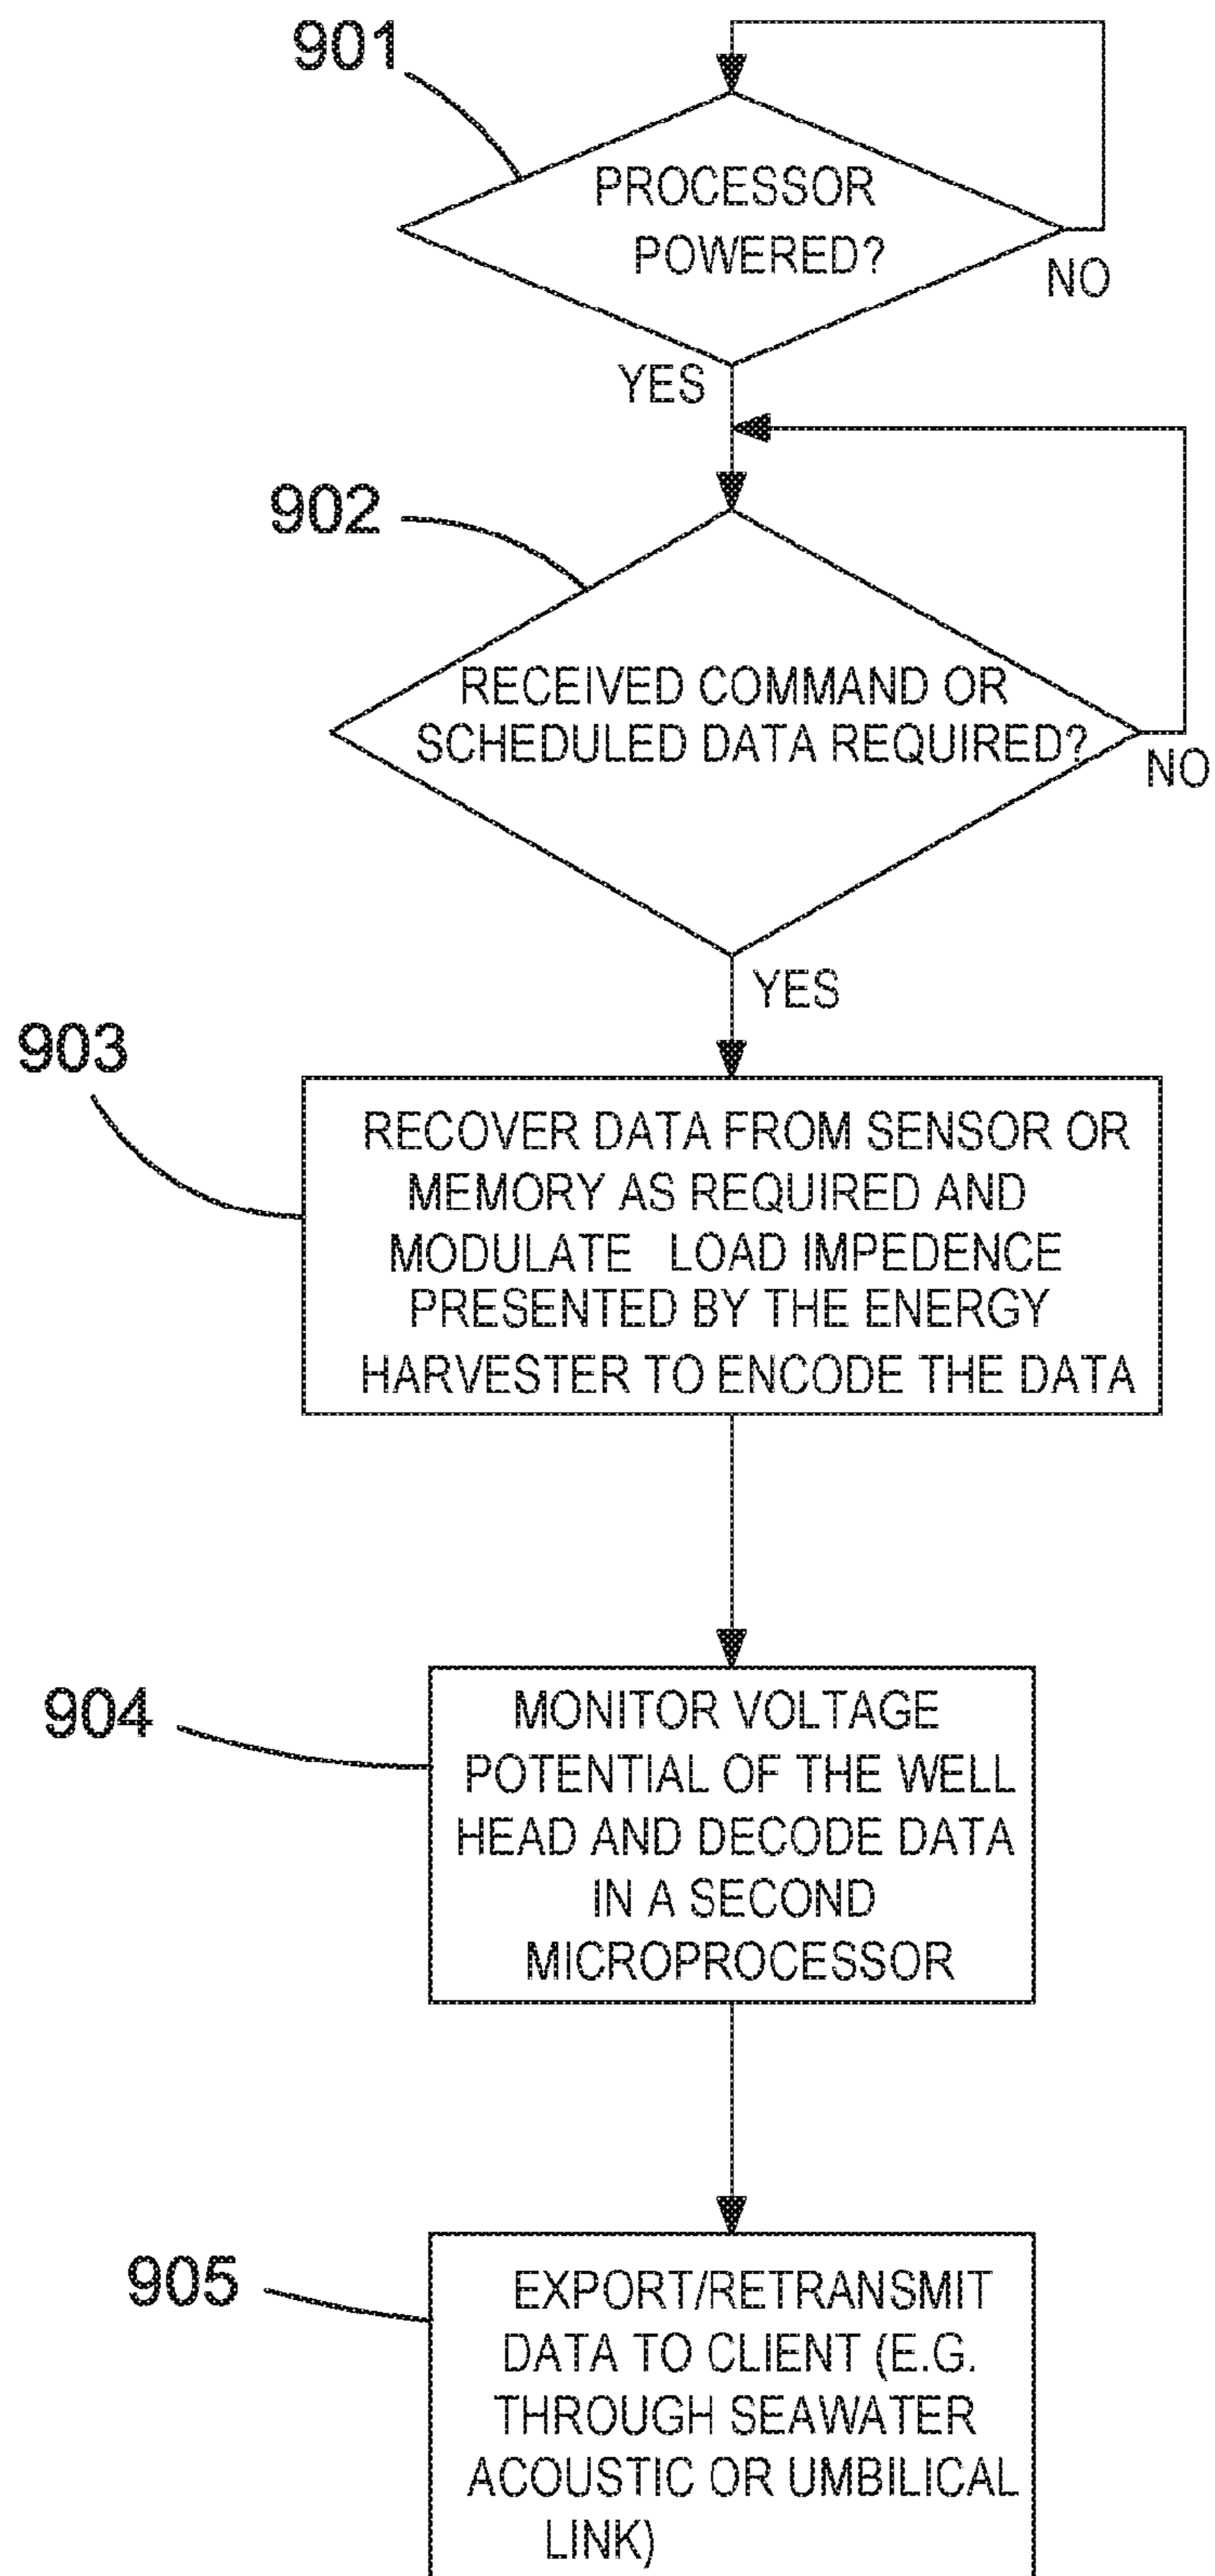 901
PROCESSOR
POWERED?
NO
YES
902
RECEIVED COMMAND OR
SCHEDULED DATA REQUIRED?
NO
YES
903
RECOVER DATA FROM SENSOR OR
MEMORY AS REQUIRED AND
MODULATE LOAD IMPEDENCE
PRESENTED BY THE ENERGY
HARVESTER TO ENCODE THE DATA
904
MONITOR VOLTAGE
POTENTIAL OF THE WELL
HEAD AND DECODE DATA
IN A SECOND
MICROPROCESSOR
905
EXPORT/RETRANSMIT
DATA TO CLIENT (E.G.
THROUGH SEAWATER
ACOUSTIC OR UMBILICAL
LINK)